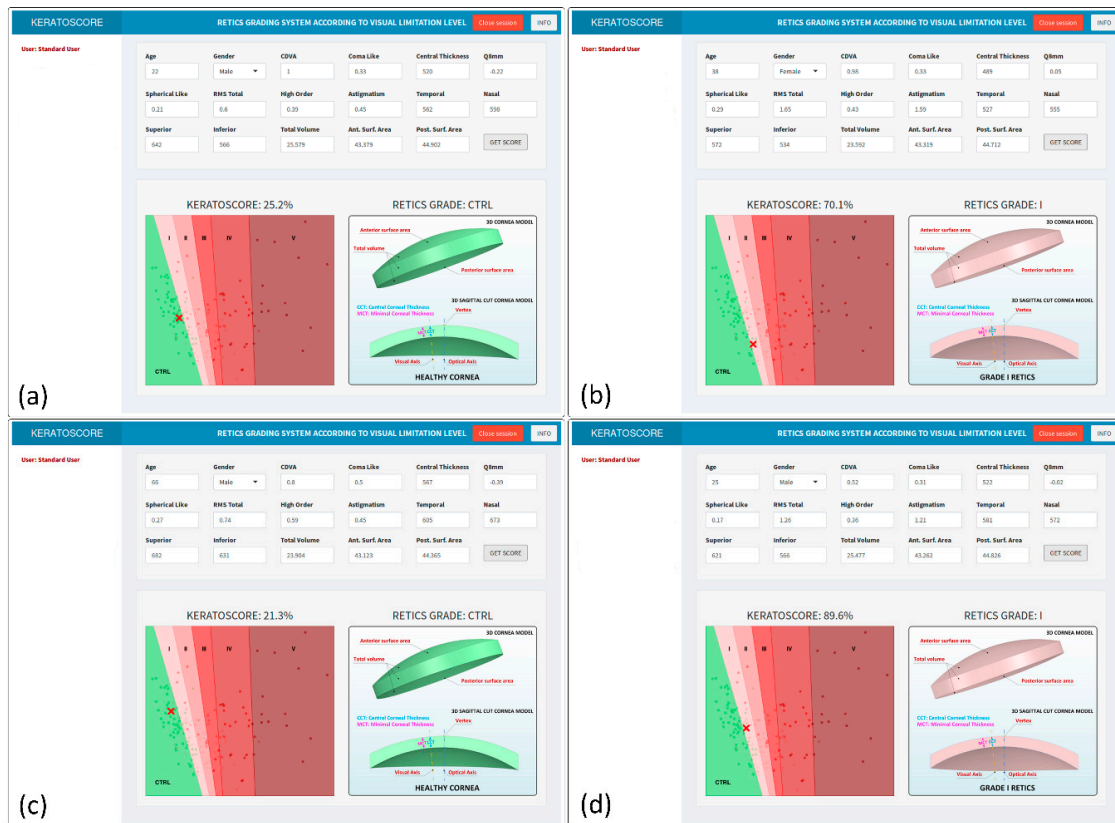 KERATOSCORE RETICS GRADING SYSTEM ACCORDING TO VISUAL LIMITATION LEVEL Close session INFO
User: Standard User
Age Gender CDVA Coma Like Central Thickness Q8mm
22 Male 1 0.33 520 -0.22
Spherical Like RMS Total High Order Astigmatism Temporal Nasal
0.21 0.6 0.39 0.45 562 598
Superior Inferior Total Volume Ant. Surf. Area Post. Surf. Area
642 566 25.579 43.379 44.902 GET SCORE
KERATOSCORE: 25.2% RETICS GRADE: CTRL
I II III IV V
CTRL
3D CORNEA MODEL
Anterior surface area
Total volume
Posterior surface area
3D SAGITTAL CUT CORNEA MODEL
CCT: Central Corneal Thickness
MCT: Minimal Corneal Thickness
Vertex
MCT CCT
Visual Axis Optical Axis
HEALTHY CORNEA
(a)
KERATOSCORE RETICS GRADING SYSTEM ACCORDING TO VISUAL LIMITATION LEVEL Close session INFO
User: Standard User
Age Gender CDVA Coma Like Central Thickness Q8mm
38 Female 0.98 0.33 489 0.05
Spherical Like RMS Total High Order Astigmatism Temporal Nasal
0.29 1.65 0.43 1.59 527 555
Superior Inferior Total Volume Ant. Surf. Area Post. Surf. Area
572 534 23.592 43.319 44.712 GET SCORE
KERATOSCORE: 70.1% RETICS GRADE: I
I II III IV V
CTRL
3D CORNEA MODEL
Anterior surface area
Total volume
Posterior surface area
3D SAGITTAL CUT CORNEA MODEL
CCT: Central Corneal Thickness
MCT: Minimal Corneal Thickness
Vertex
MCT CCT
Visual Axis Optical Axis
GRADE I RETICS
(b)
KERATOSCORE RETICS GRADING SYSTEM ACCORDING TO VISUAL LIMITATION LEVEL Close session INFO
User: Standard User
Age Gender CDVA Coma Like Central Thickness Q8mm
66 Male 0.8 0.5 567 -0.39
Spherical Like RMS Total High Order Astigmatism Temporal Nasal
0.27 0.74 0.59 0.45 605 673
Superior Inferior Total Volume Ant. Surf. Area Post. Surf. Area
682 631 23.904 43.123 44.365 GET SCORE
KERATOSCORE: 21.3% RETICS GRADE: CTRL
I II III IV V
CTRL
3D CORNEA MODEL
Anterior surface area
Total volume
Posterior surface area
3D SAGITTAL CUT CORNEA MODEL
CCT: Central Corneal Thickness
MCT: Minimal Corneal Thickness
Vertex
MCT CCT
Visual Axis Optical Axis
HEALTHY CORNEA
(c)
KERATOSCORE RETICS GRADING SYSTEM ACCORDING TO VISUAL LIMITATION LEVEL Close session INFO
User: Standard User
Age Gender CDVA Coma Like Central Thickness Q8mm
25 Male 0.52 0.31 522 -0.02
Spherical Like RMS Total High Order Astigmatism Temporal Nasal
0.17 1.26 0.36 1.21 581 572
Superior Inferior Total Volume Ant. Surf. Area Post. Surf. Area
621 566 25.477 43.262 44.826 GET SCORE
KERATOSCORE: 89.6% RETICS GRADE: I
I II III IV V
CTRL
3D CORNEA MODEL
Anterior surface area
Total volume
Posterior surface area
3D SAGITTAL CUT CORNEA MODEL
CCT: Central Corneal Thickness
MCT: Minimal Corneal Thickness
Vertex
MCT CCT
Visual Axis Optical Axis
GRADE I RETICS
(d)